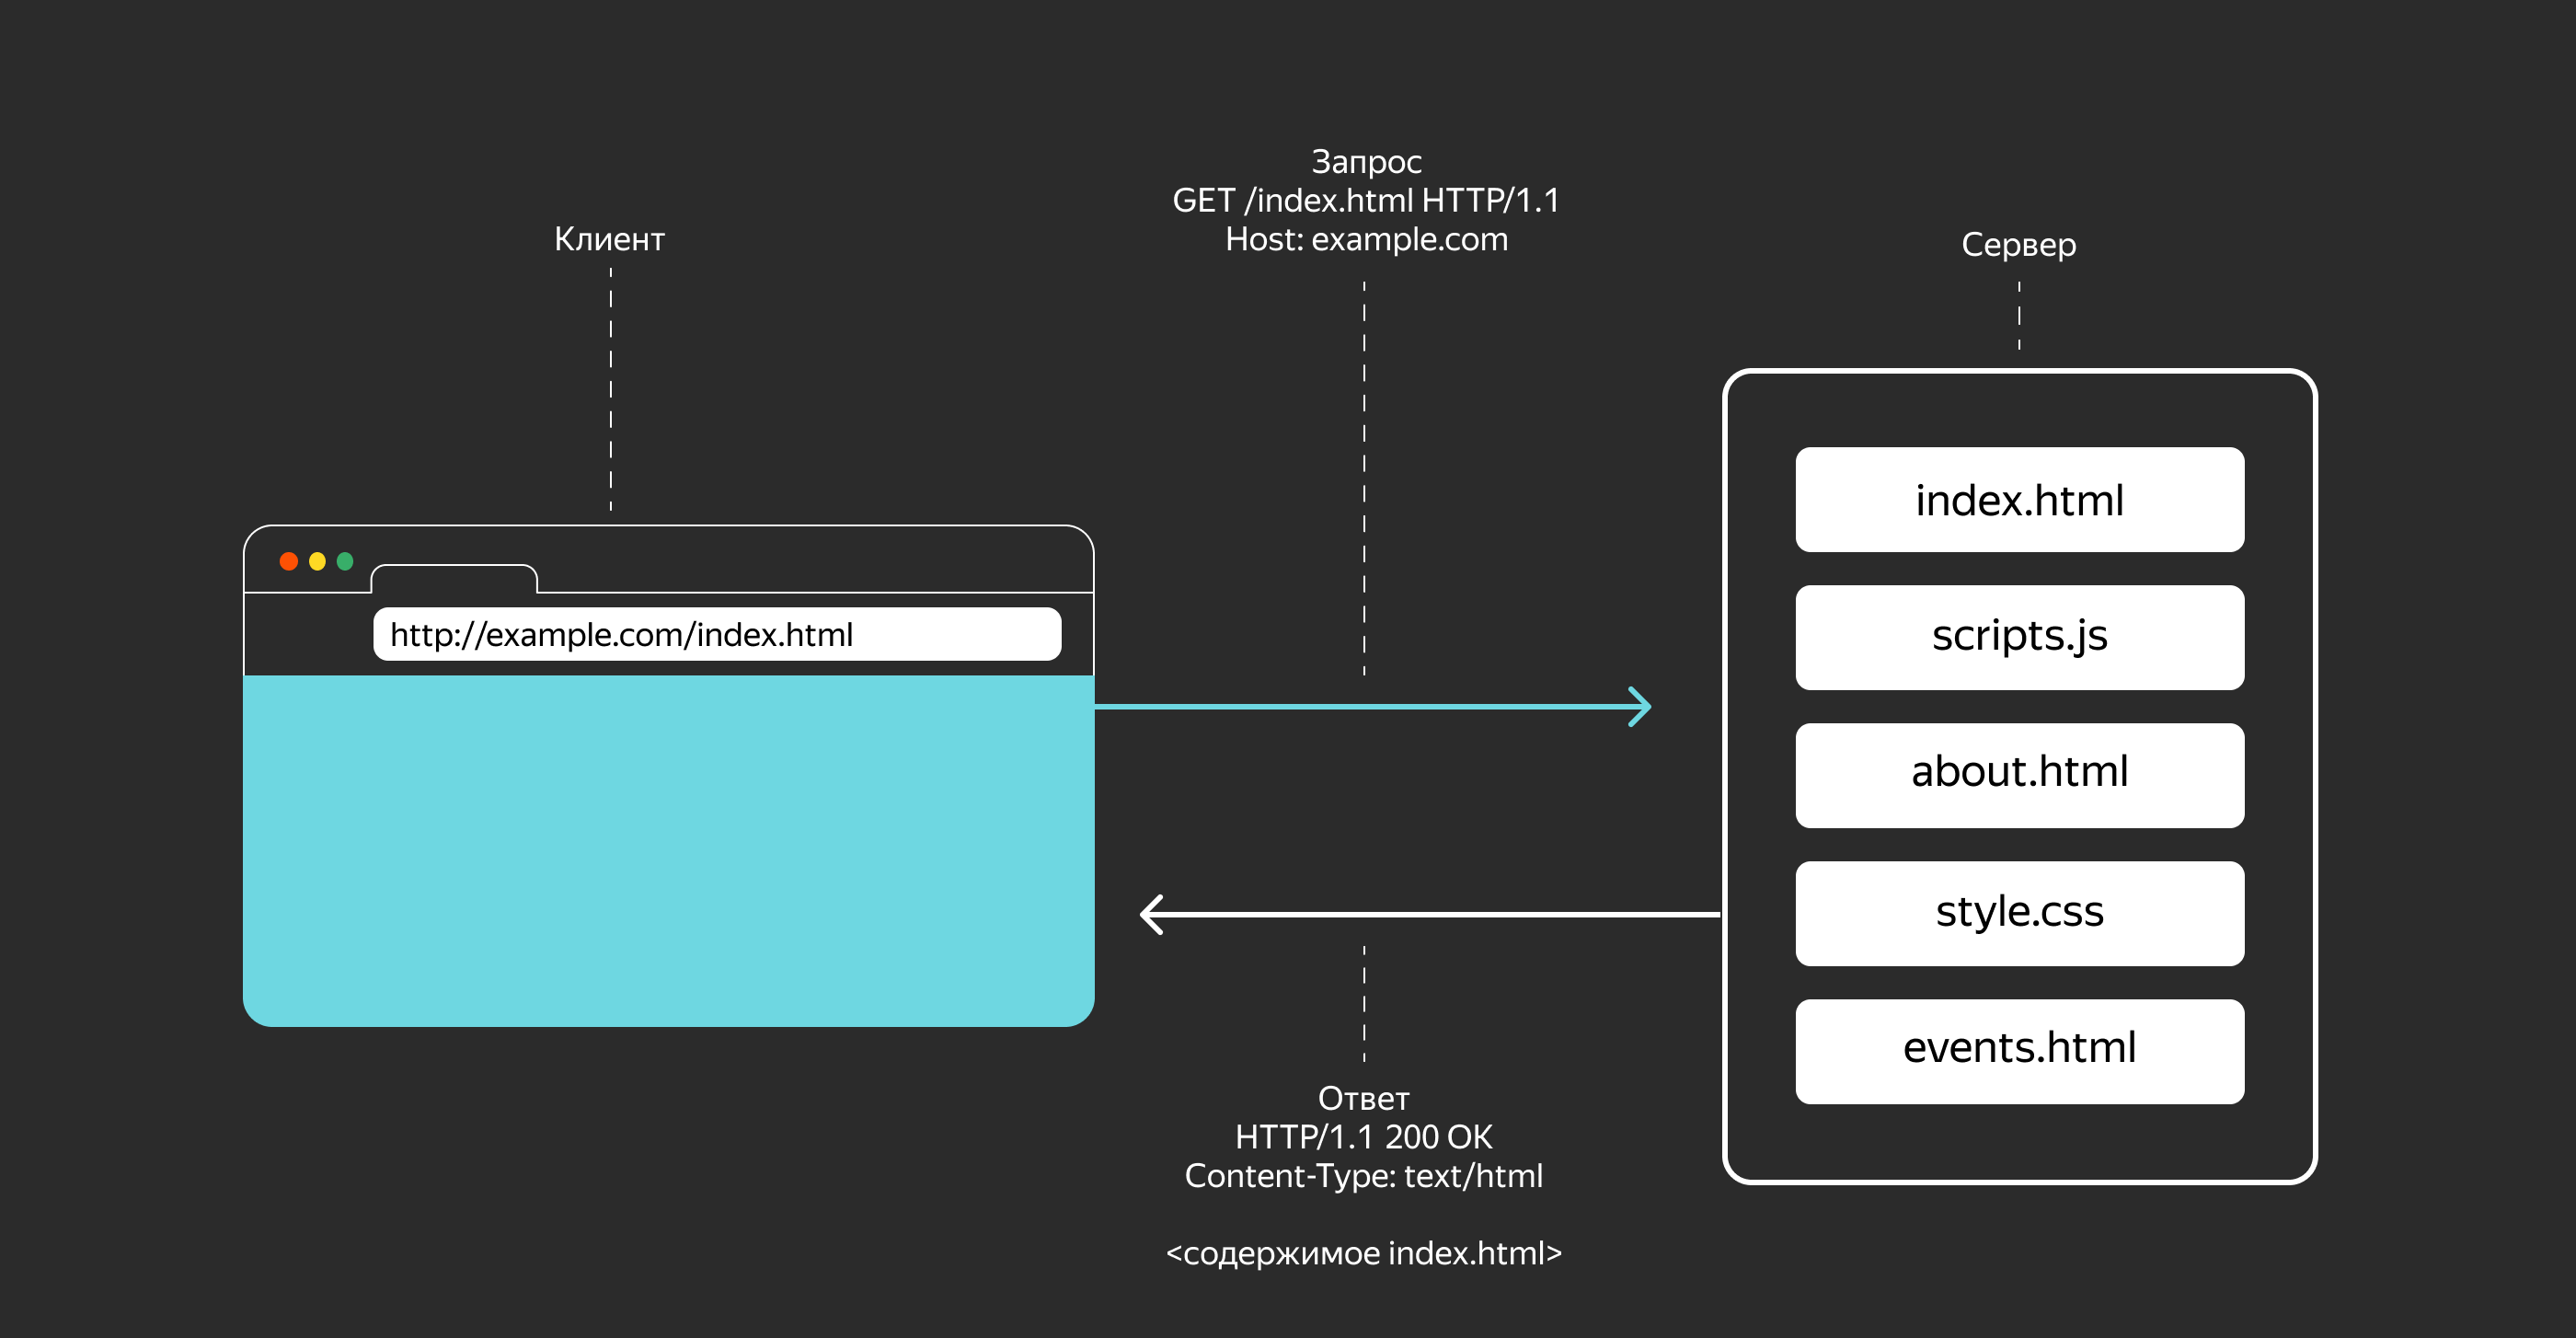 Клиент
http://example.com/index.html
Запрос
GET /index.html HTTP/1.1
Host: example.com
Ответ
HTTP/1.1 200 OK
Content-Type: text/html
<содержимое index.html>
Сервер
index.html
scripts.js
about.html
style.css
events.html